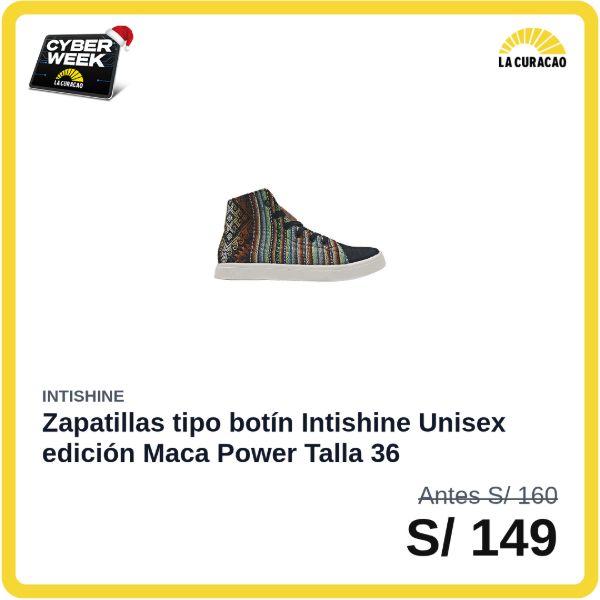 CYBER
WEEK
LA CURACAO
LA CURACAO
INTISHINE
Zapatillas tipo botín Intishine Unisex
edición Maca Power Talla 36
Antes S/ 160
S/ 149